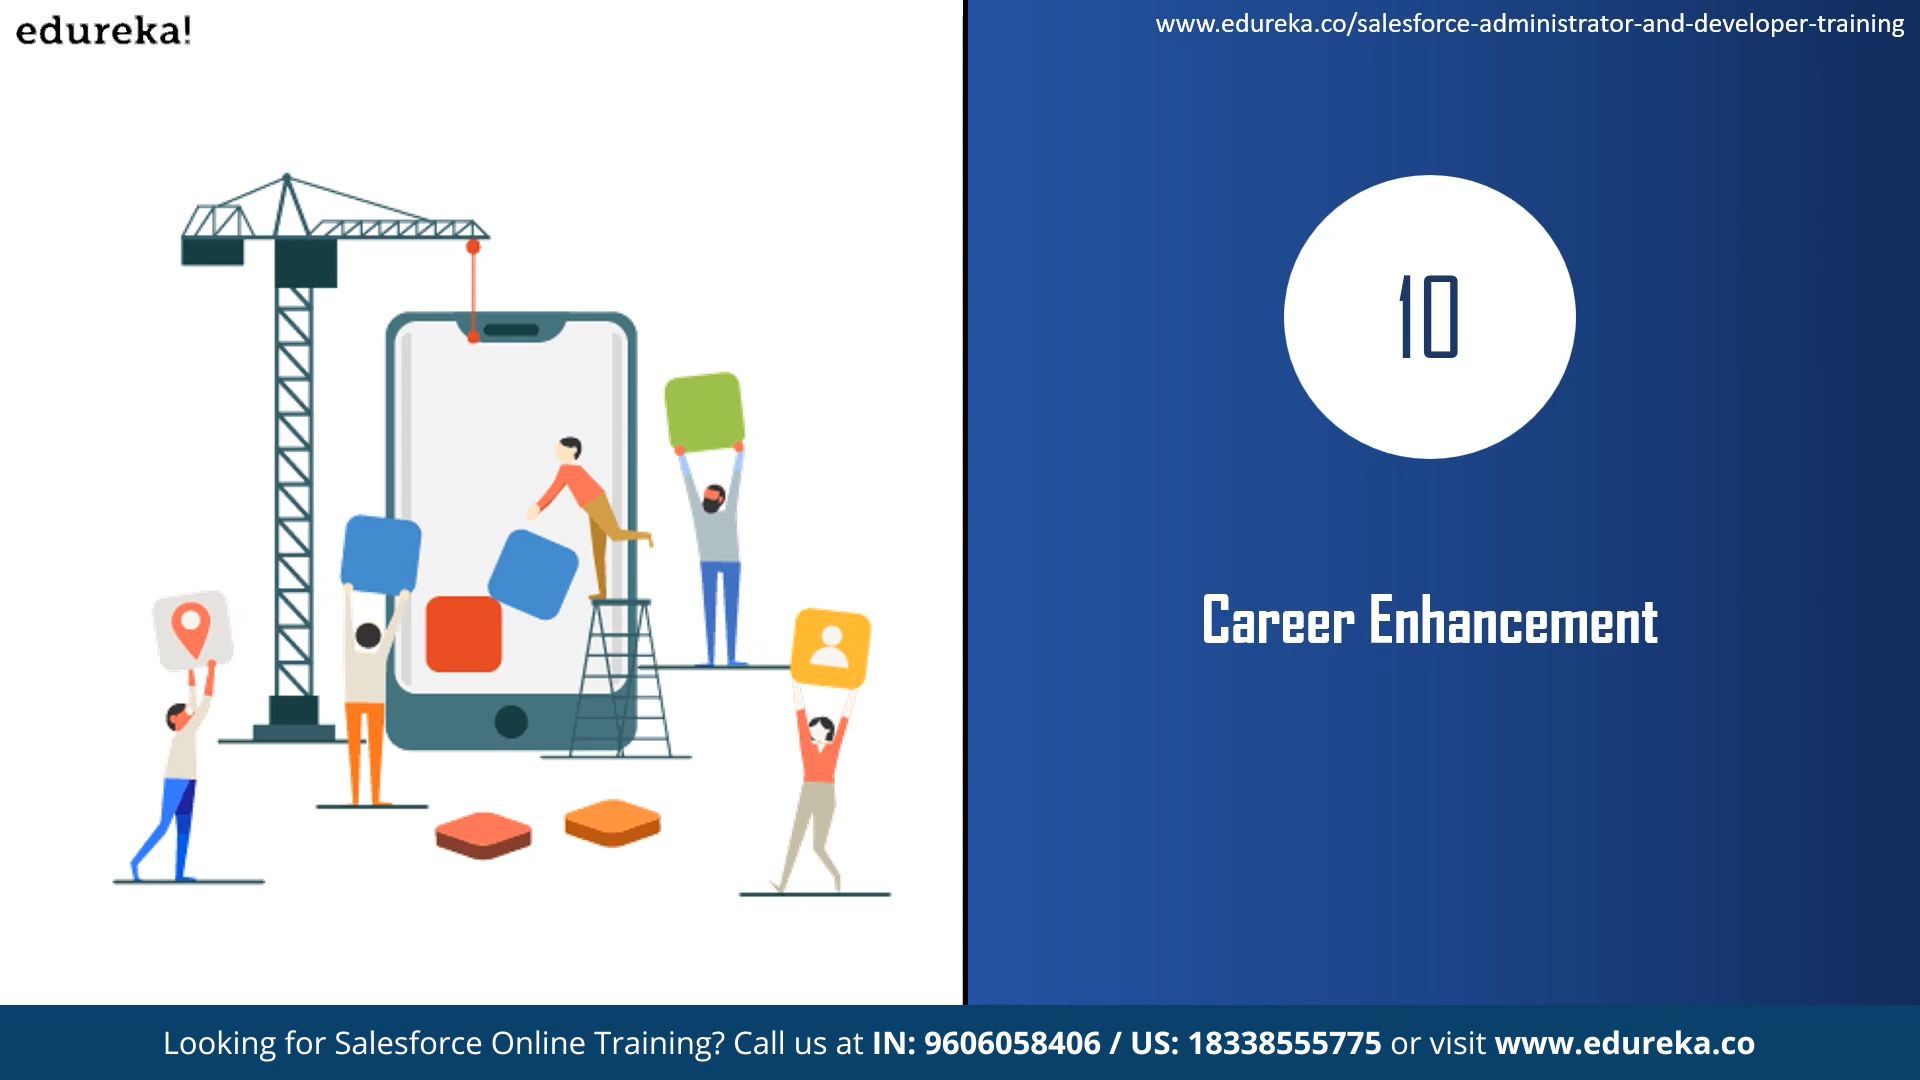 edureka!
www.edureka.co/salesforce-administrator-and-developer-training
10
Career Enhancement
Looking for Salesforce Online Training? Call us at IN: 9606058406 / US: 18338555775 or visit www.edureka.co